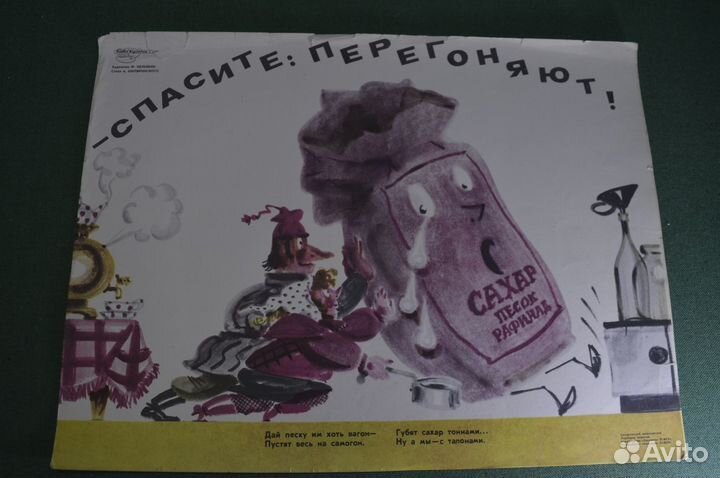 –СПАСИТЕ: ПЕРЕГОНЯЮТ!
САХАР
ПЕСОК
РАФИНАД
Дай песку им хоть вагон—
Пустят весь на самогон.
Губят сахар тоннами...
Ну а мы—с талонами.
Avito